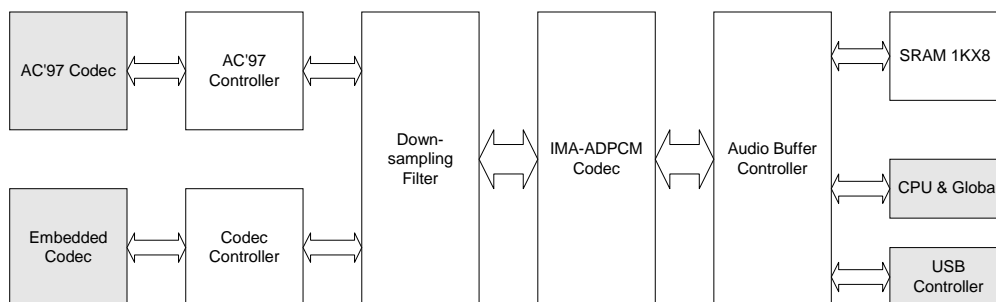 AC'97 Codec
AC'97
Controller
Down-
sampling
Filter
IMA-ADPCM
Codec
Audio Buffer
Controller
SRAM 1KX8
CPU & Globa
Embedded
Codec
Codec
Controller
USB
Controller